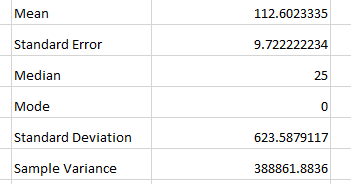 Mean 112.6023335
Standard Error 9.722222234
Median 25
Mode 0
Standard Deviation 623.5879117
Sample Variance 388861.8836